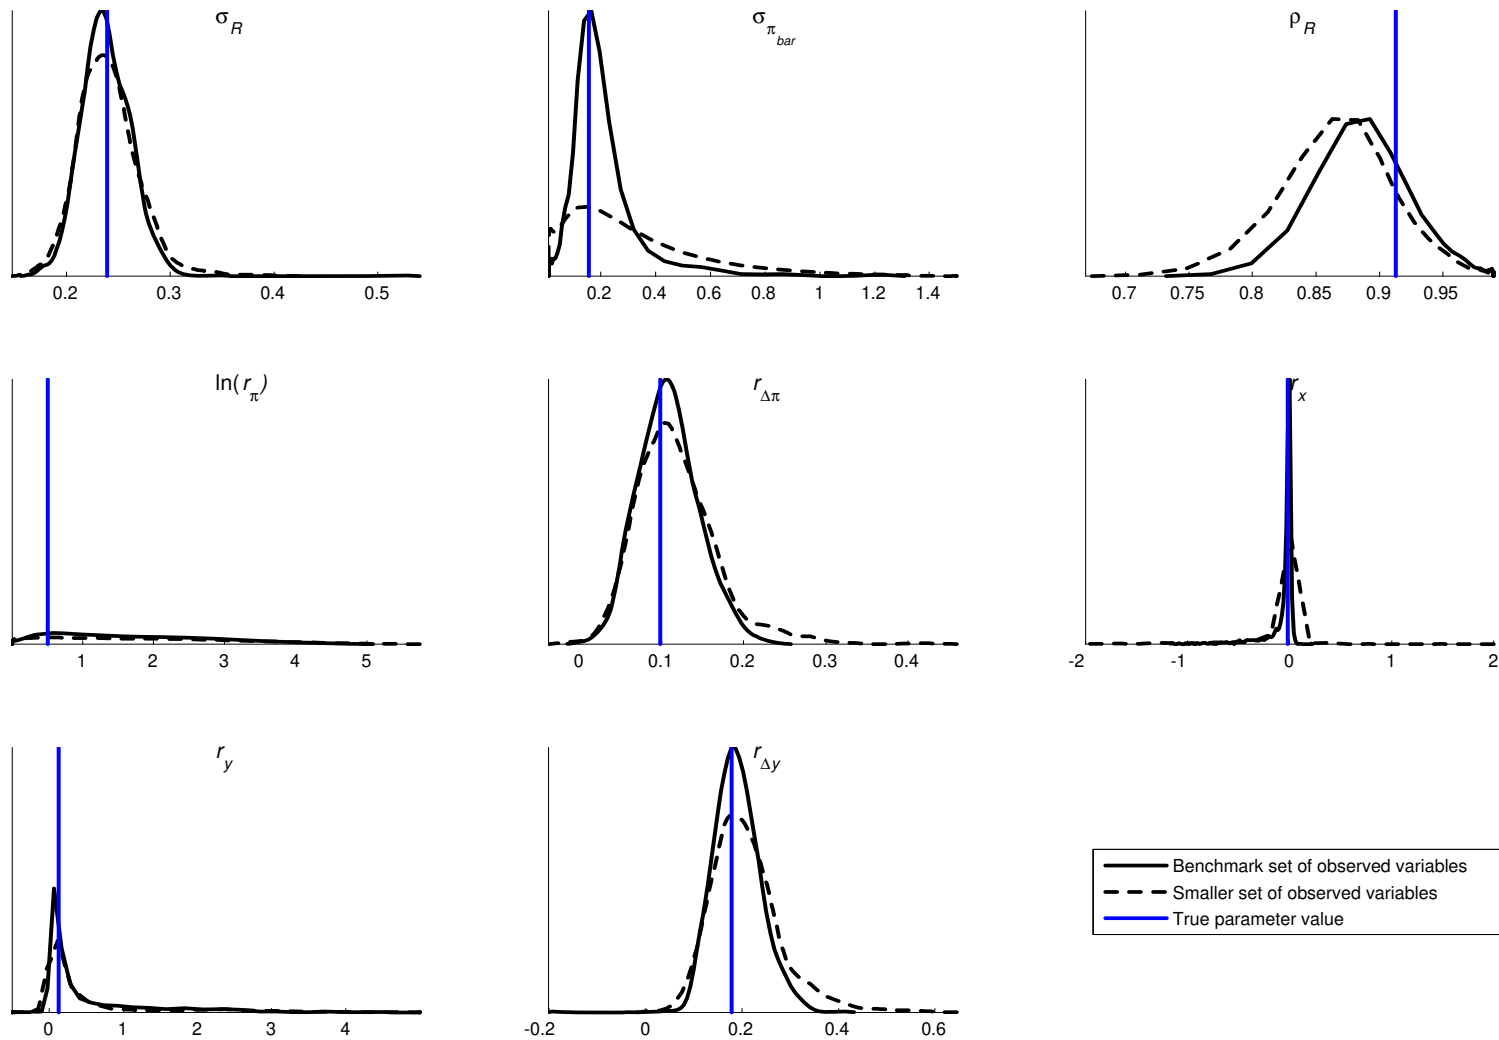 σR
0.2 0.3 0.4 0.5
σπbar
0.2 0.4 0.6 0.8 1 1.2 1.4
ρR
0.7 0.75 0.8 0.85 0.9 0.95
ln(rπ)
1 2 3 4 5
rΔπ
0 0.1 0.2 0.3 0.4
rx
-2 -1 0 1 2
ry
0 1 2 3 4
rΔy
-0.2 0 0.2 0.4 0.6
Benchmark set of observed variables
Smaller set of observed variables
True parameter value